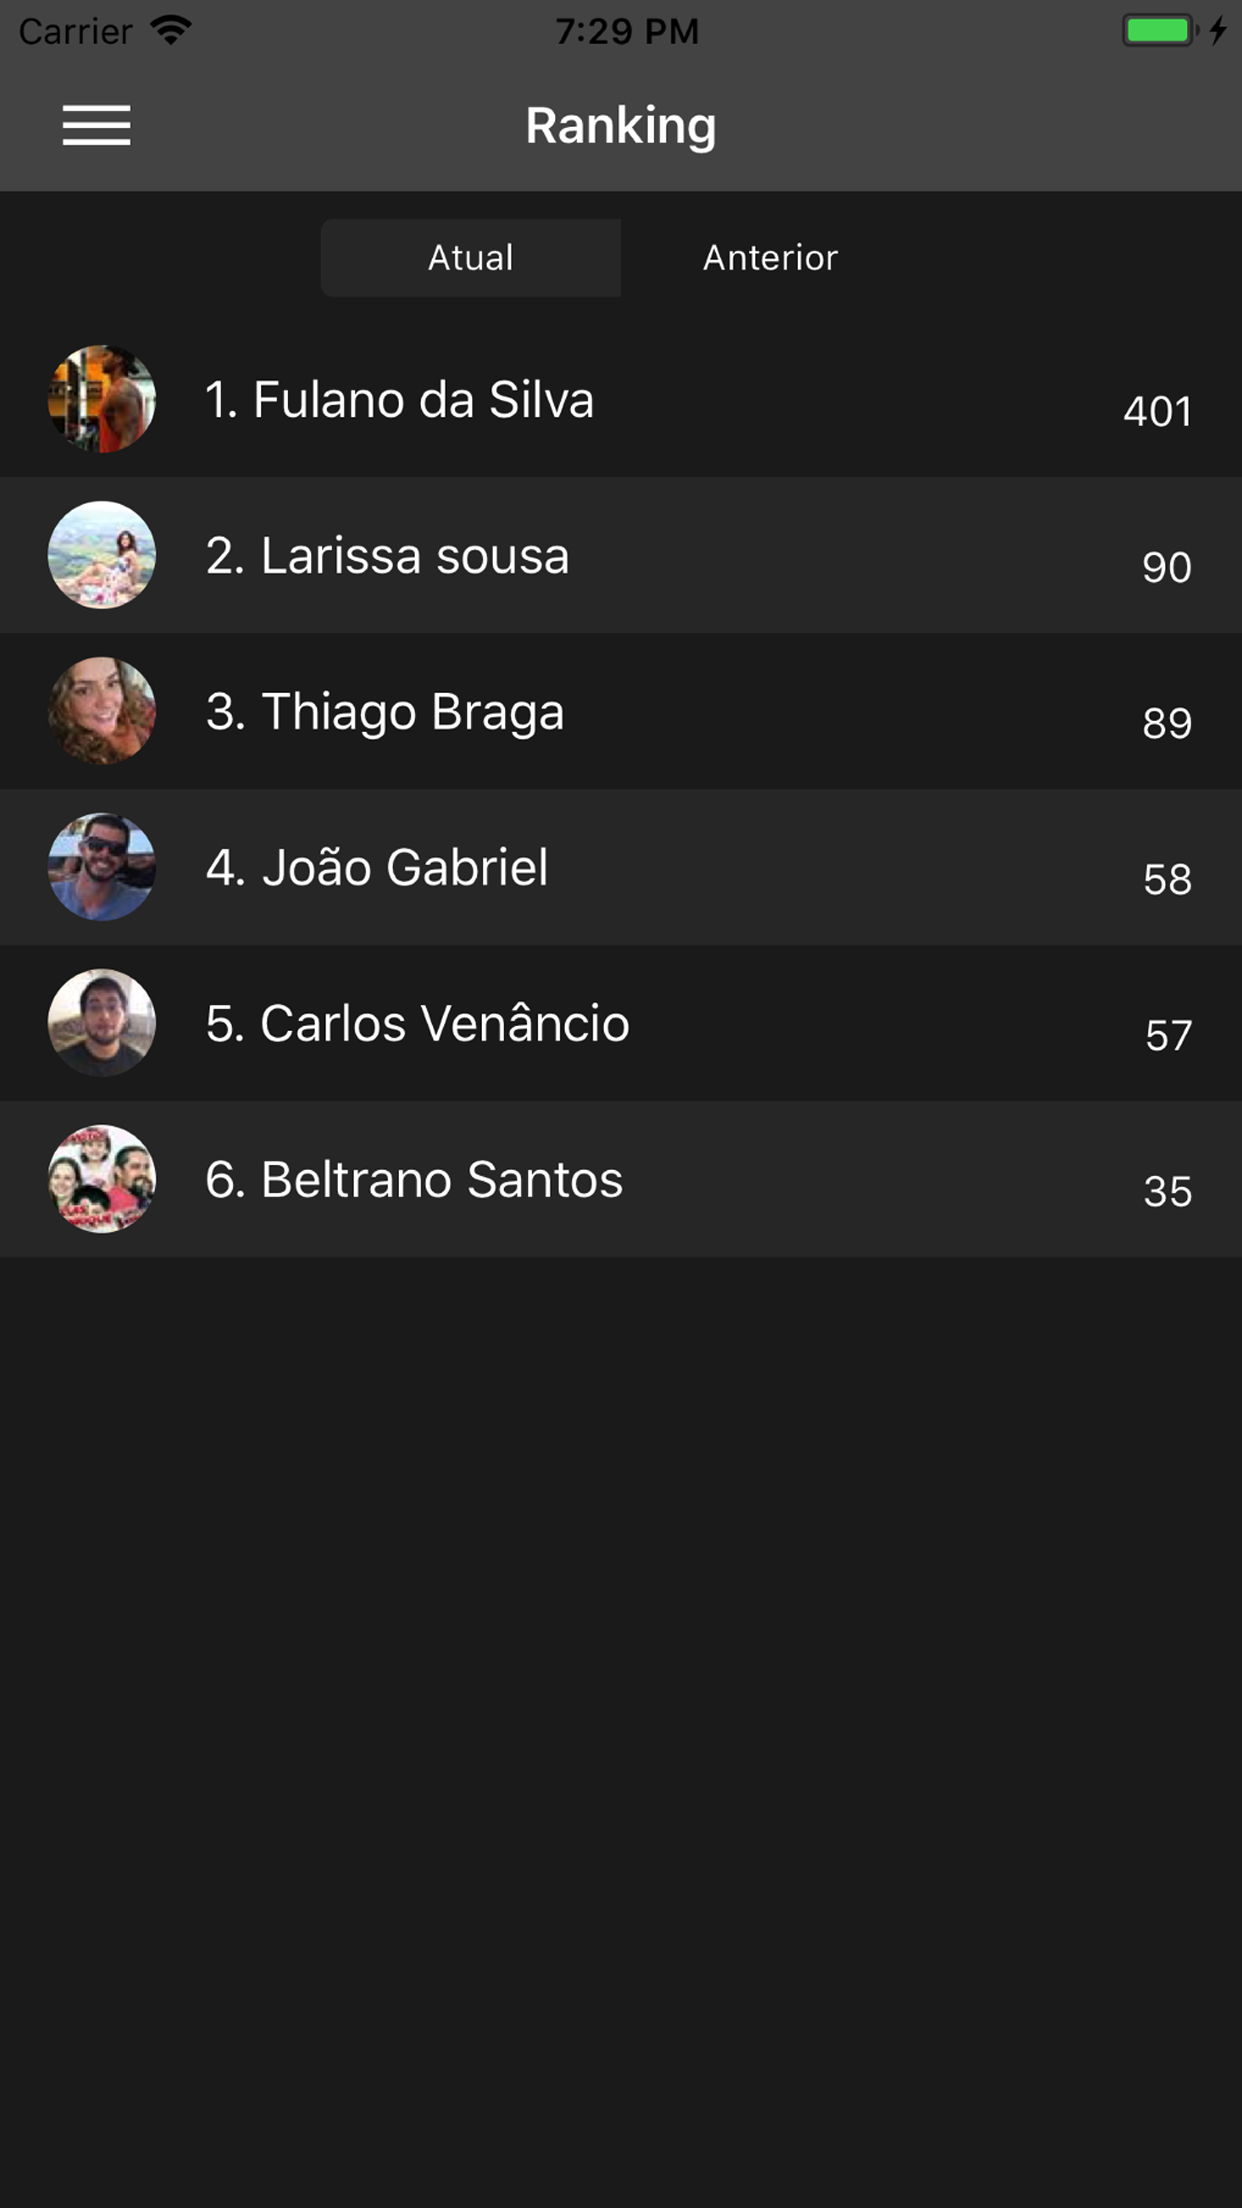 Carrier 7:29 PM
Ranking
Atual Anterior
1. Fulano da Silva 401
2. Larissa sousa 90
3. Thiago Braga 89
4. João Gabriel 58
5. Carlos Venâncio 57
6. Beltrano Santos 35